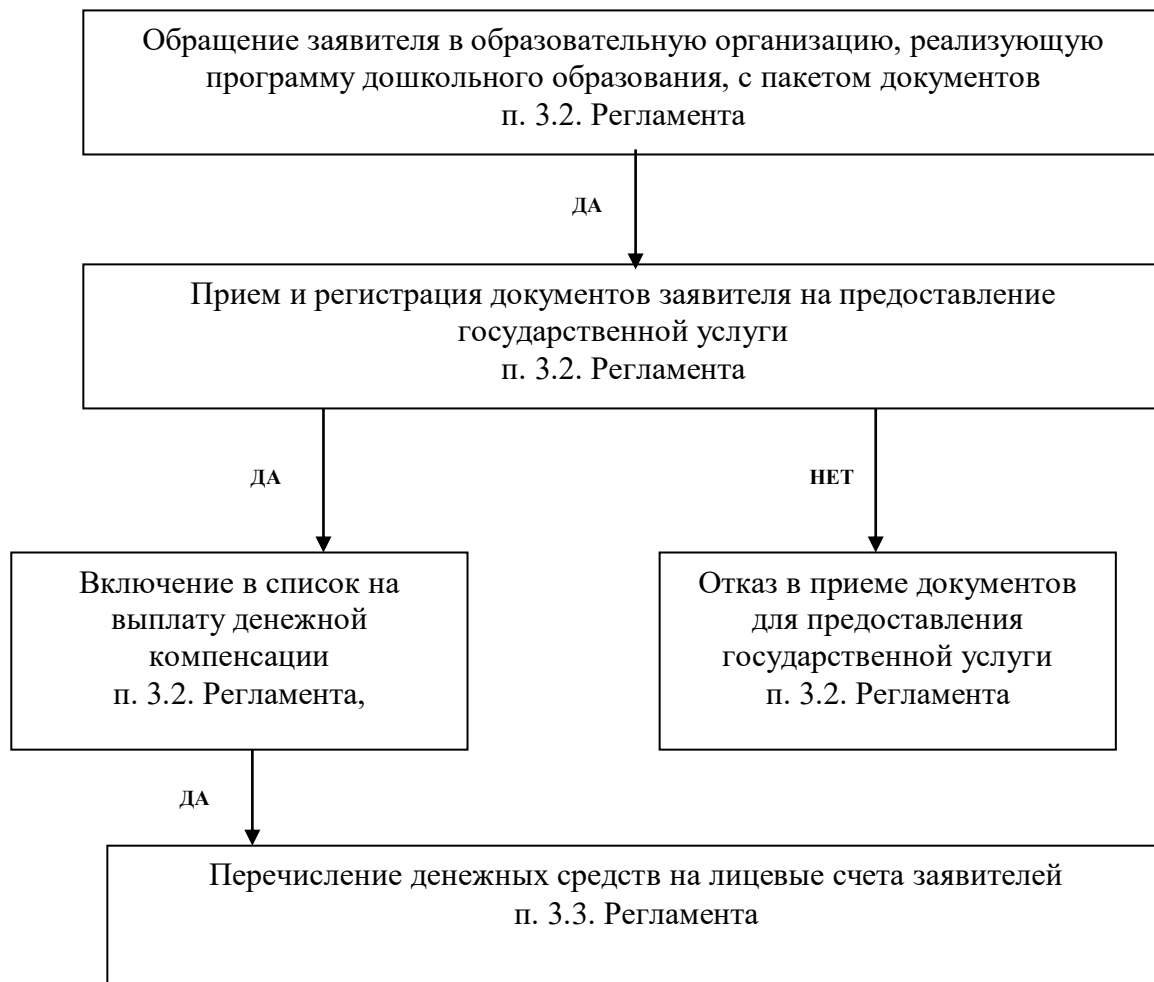 Обращение заявителя в образовательную организацию, реализующую
программу дошкольного образования, с пакетом документов
п. 3.2. Регламента
ДА
Прием и регистрация документов заявителя на предоставление
государственной услуги
п. 3.2. Регламента
ДА
НЕТ
Включение в список на
выплату денежной
компенсации
п. 3.2. Регламента,
Отказ в приеме документов
для предоставления
государственной услуги
п. 3.2. Регламента
ДА
Перечисление денежных средств на лицевые счета заявителей
п. 3.3. Регламента